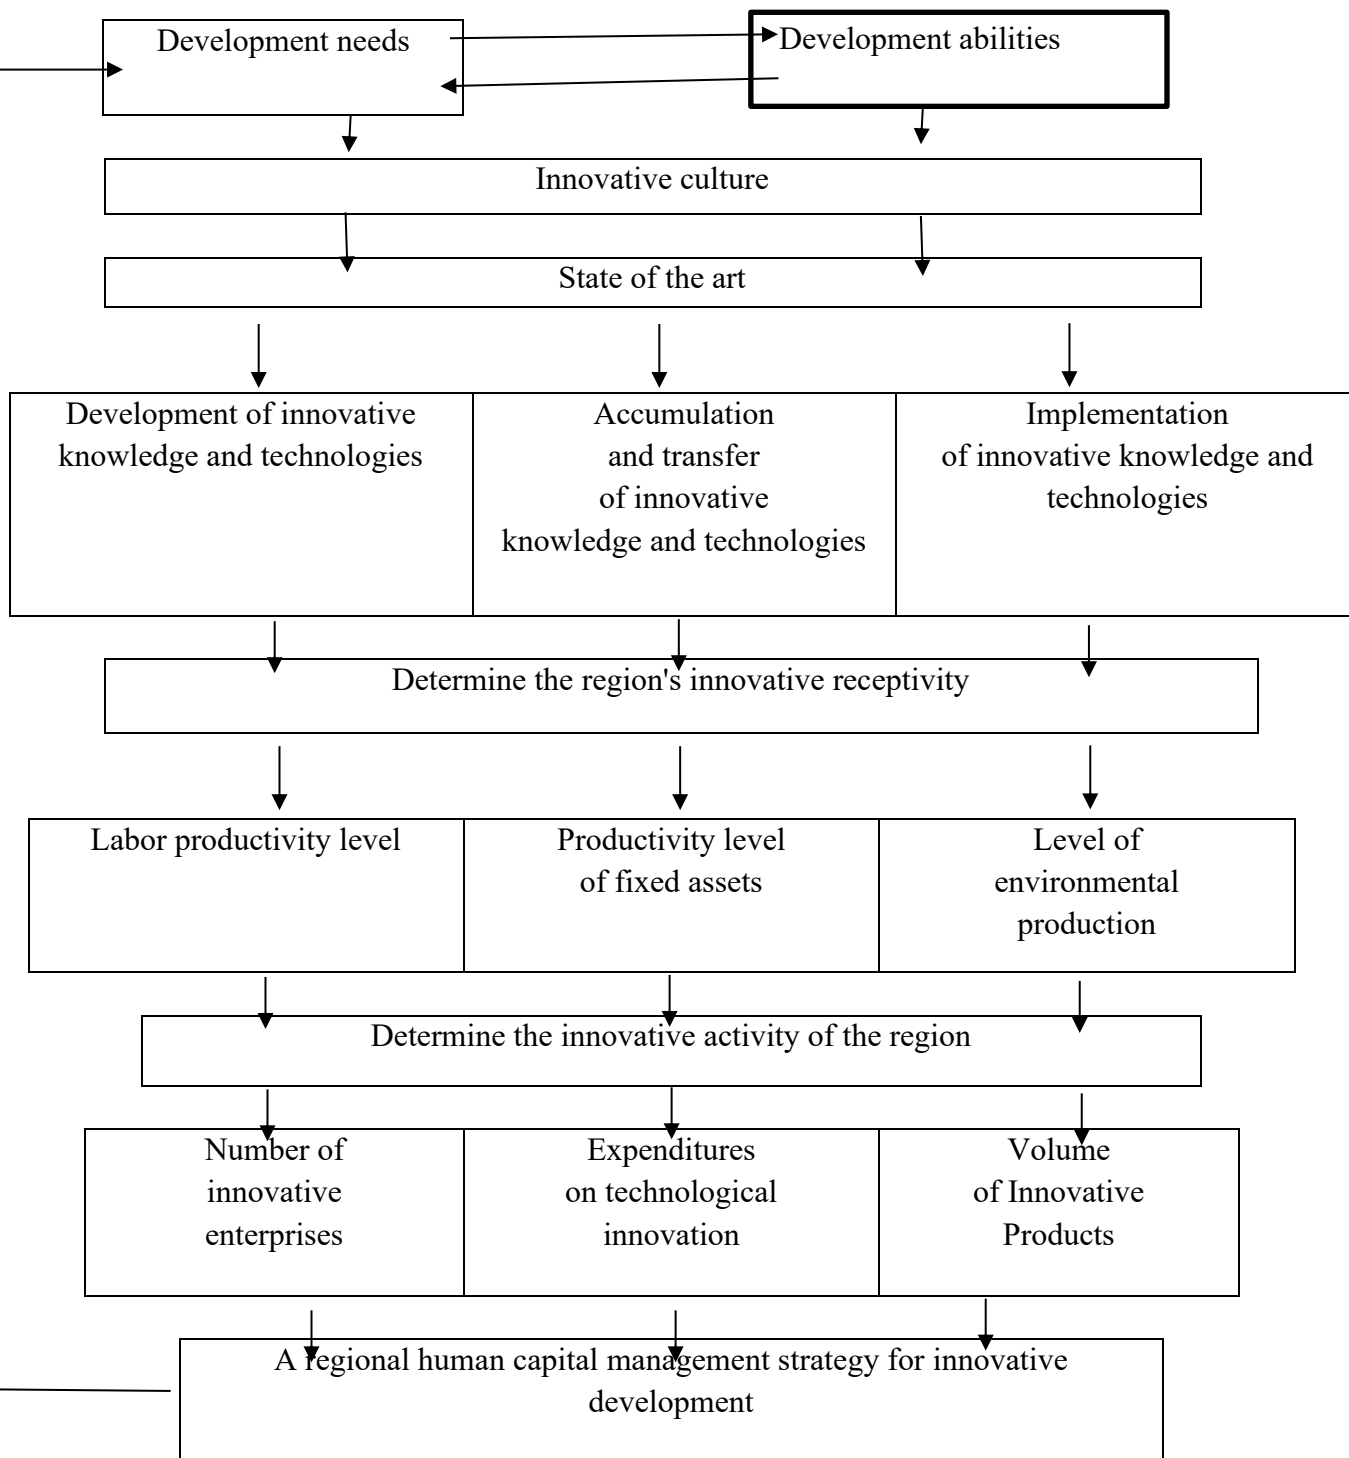 Development needs
Development abilities
Innovative culture
State of the art
Development of innovative
knowledge and technologies
Accumulation
and transfer
of innovative
knowledge and technologies
Implementation
of innovative knowledge and
technologies
Determine the region's innovative receptivity
Labor productivity level
Productivity level
of fixed assets
Level of
environmental
production
Determine the innovative activity of the region
Number of
innovative
enterprises
Expenditures
on technological
innovation
Volume
of Innovative
Products
A regional human capital management strategy for innovative
development